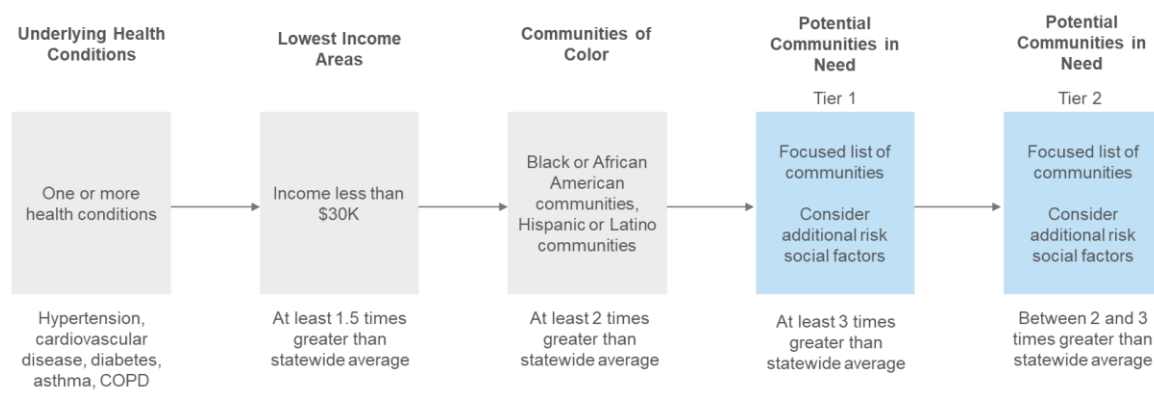 Underlying Health
Conditions
One or more
health conditions
Hypertension,
cardiovascular
disease, diabetes,
asthma, COPD
Lowest Income
Areas
Income less than
$30K
At least 1.5 times
greater than
statewide average
Communities of
Color
Black or African
American
communities,
Hispanic or Latino
communities
At least 2 times
greater than
statewide average
Potential
Communities in
Need
Tier 1
Focused list of
communities
Consider
additional risk
social factors
At least 3 times
greater than
statewide average
Potential
Communities in
Need
Tier 2
Focused list of
communities
Consider
additional risk
social factors
Between 2 and 3
times greater than
statewide average